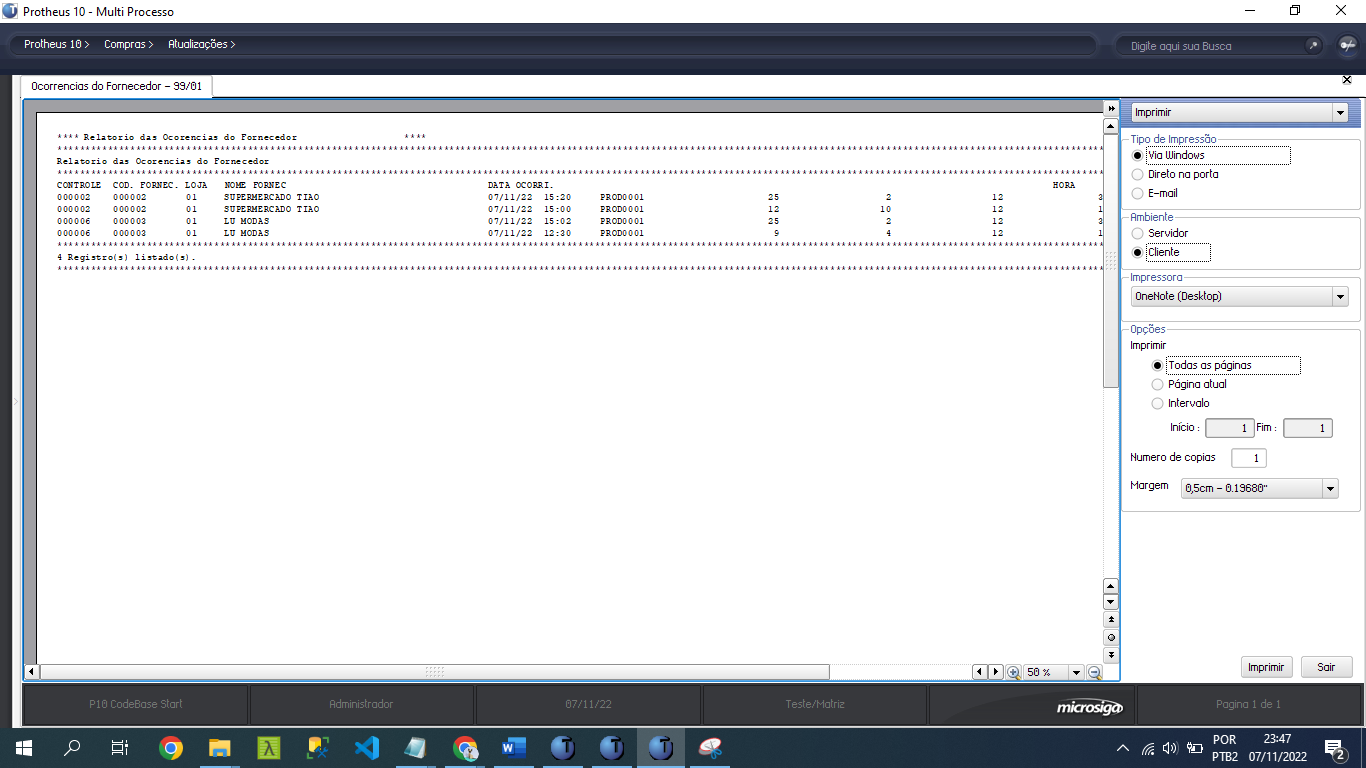 Protheus 10 - Multi Processo
Protheus 10 > Compras > Atualizações >
Digite aqui sua Busca
Ocorrencias do Fornecedor - 99/01
**** Relatorio das Ocorencias do Fornecedor ****
Relatorio das Ocorencias do Fornecedor
CONTROLE COD. FORNEC. LOJA NOME FORNEC DATA OCORRI. HORA
000002 000002 01 SUPERMERCADO TIAO 07/11/22 15:20 PROD0001 25 2 12 3
000002 000002 01 SUPERMERCADO TIAO 07/11/22 15:00 PROD0001 12 10 12 1
000006 000003 01 LU MODAS 07/11/22 15:02 PROD0001 25 2 12 3
000006 000003 01 LU MODAS 07/11/22 12:30 PROD0001 9 4 12 1
4 Registro(s) listado(s).
50 %
Imprimir
Tipo de Impressão
Via Windows
Direto na porta
E-mail
Ambiente
Servidor
Cliente
Impressora
OneNote (Desktop)
Opções
Imprimir
Todas as páginas
Página atual
Intervalo
Início : 1 Fim : 1
Numero de copias 1
Margem 0,5cm - 0.19680"
Imprimir Sair
P10 CodeBase Start Administrador 07/11/22 Teste/Matriz microsiga Pagina 1 de 1
POR 23:47
PTB2 07/11/2022 2